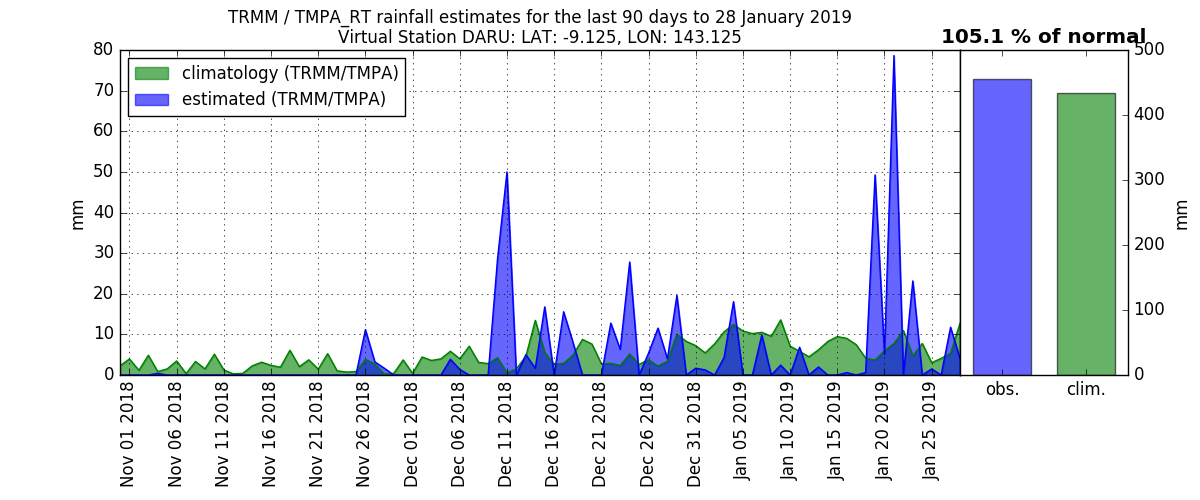 TRMM / TMPA_RT rainfall estimates for the last 90 days to 28 January 2019
Virtual Station DARU: LAT: -9.125, LON: 143.125
105.1 % of normal
climatology (TRMM/TMPA)
estimated (TRMM/TMPA)
80
70
60
50
40
30
20
10
0
mm
Nov 01 2018
Nov 06 2018
Nov 11 2018
Nov 16 2018
Nov 21 2018
Nov 26 2018
Dec 01 2018
Dec 06 2018
Dec 11 2018
Dec 16 2018
Dec 21 2018
Dec 26 2018
Dec 31 2018
Jan 05 2019
Jan 10 2019
Jan 15 2019
Jan 20 2019
Jan 25 2019
500
400
300
200
100
0
mm
obs.
clim.